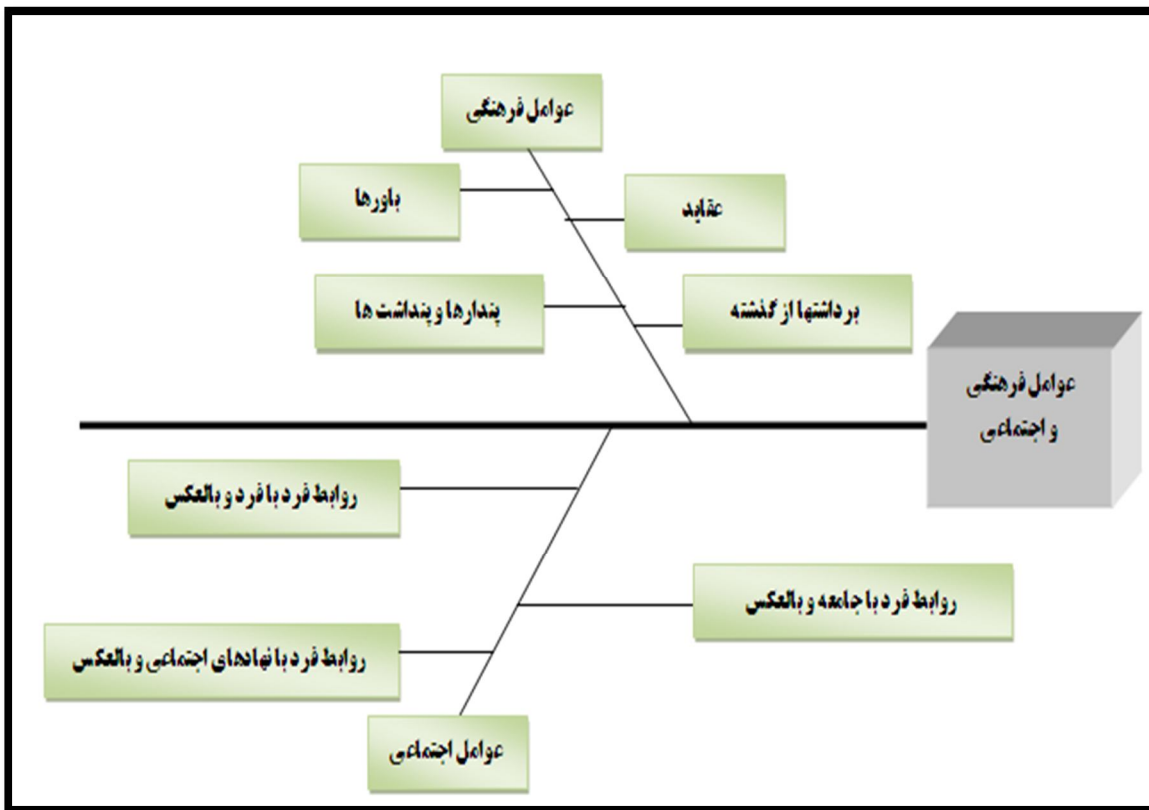 عوامل فرهنگی
باورها
عقاید
پندارها و پنداشت ها
برداشتها از گذشته
عوامل فرهنگی
و اجتماعی
روابط فرد با فرد و بالعکس
روابط فرد با جامعه و بالعکس
روابط فرد با نهادهای اجتماعی و بالعکس
عوامل اجتماعی